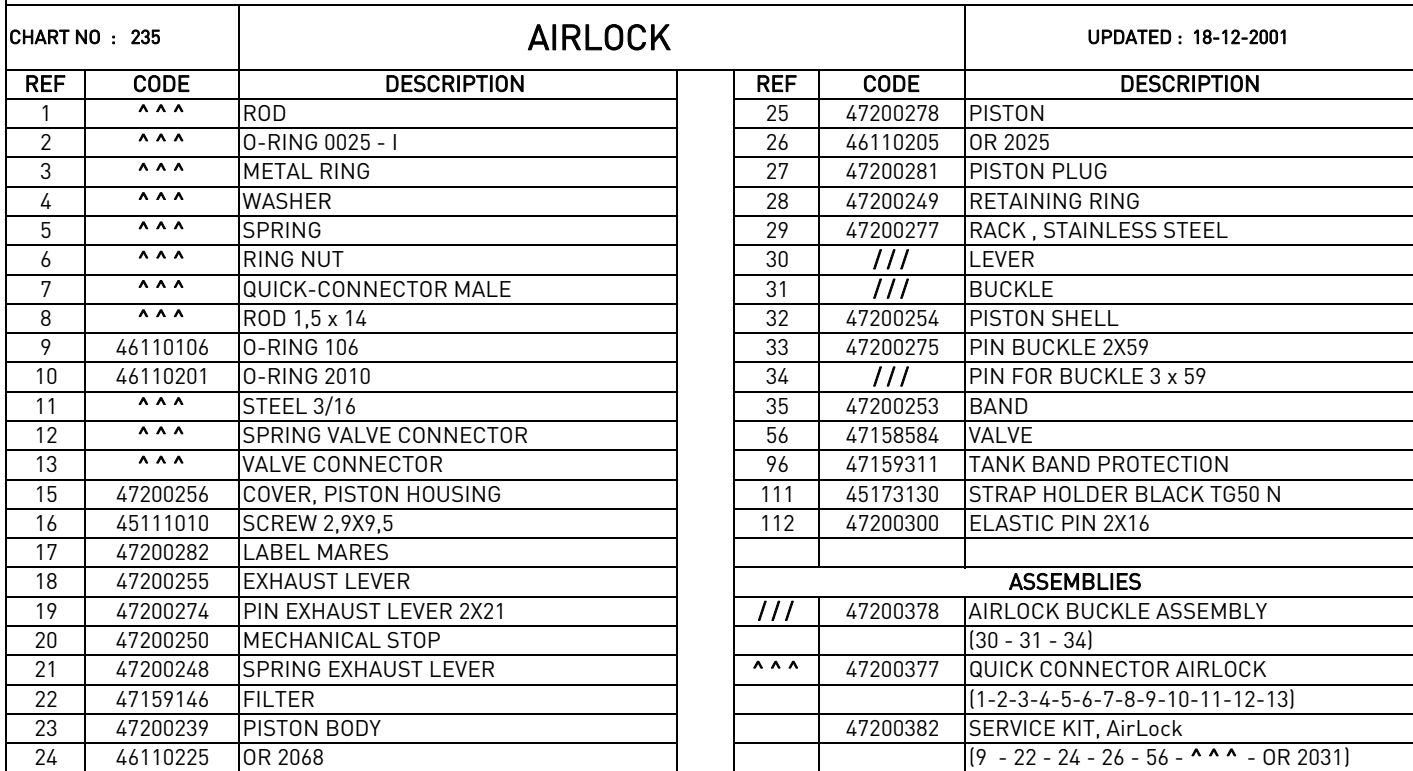 CHART NO : 235 AIRLOCK UPDATED : 18-12-2001
REF CODE DESCRIPTION REF CODE DESCRIPTION
1 ^ ^ ^ ROD 25 47200278 PISTON
2 ^ ^ ^ O-RING 0025 - I 26 46110205 OR 2025
3 ^ ^ ^ METAL RING 27 47200281 PISTON PLUG
4 ^ ^ ^ WASHER 28 47200249 RETAINING RING
5 ^ ^ ^ SPRING 29 47200277 RACK , STAINLESS STEEL
6 ^ ^ ^ RING NUT 30 /// LEVER
7 ^ ^ ^ QUICK-CONNECTOR MALE 31 /// BUCKLE
8 ^ ^ ^ ROD 1,5 x 14 32 47200254 PISTON SHELL
9 46110106 O-RING 106 33 47200275 PIN BUCKLE 2X59
10 46110201 O-RING 2010 34 /// PIN FOR BUCKLE 3 x 59
11 ^ ^ ^ STEEL 3/16 35 47200253 BAND
12 ^ ^ ^ SPRING VALVE CONNECTOR 56 47158584 VALVE
13 ^ ^ ^ VALVE CONNECTOR 96 47159311 TANK BAND PROTECTION
15 47200256 COVER, PISTON HOUSING 111 45173130 STRAP HOLDER BLACK TG50 N
16 45111010 SCREW 2,9X9,5 112 47200300 ELASTIC PIN 2X16
17 47200282 LABEL MARES
18 47200255 EXHAUST LEVER ASSEMBLIES
19 47200274 PIN EXHAUST LEVER 2X21 /// 47200378 AIRLOCK BUCKLE ASSEMBLY
20 47200250 MECHANICAL STOP (30 - 31 - 34)
21 47200248 SPRING EXHAUST LEVER ^ ^ ^ 47200377 QUICK CONNECTOR AIRLOCK
22 47159146 FILTER (1-2-3-4-5-6-7-8-9-10-11-12-13)
23 47200239 PISTON BODY 47200382 SERVICE KIT, AirLock
24 46110225 OR 2068 (9 - 22 - 24 - 26 - 56 - ^ ^ ^ - OR 2031)